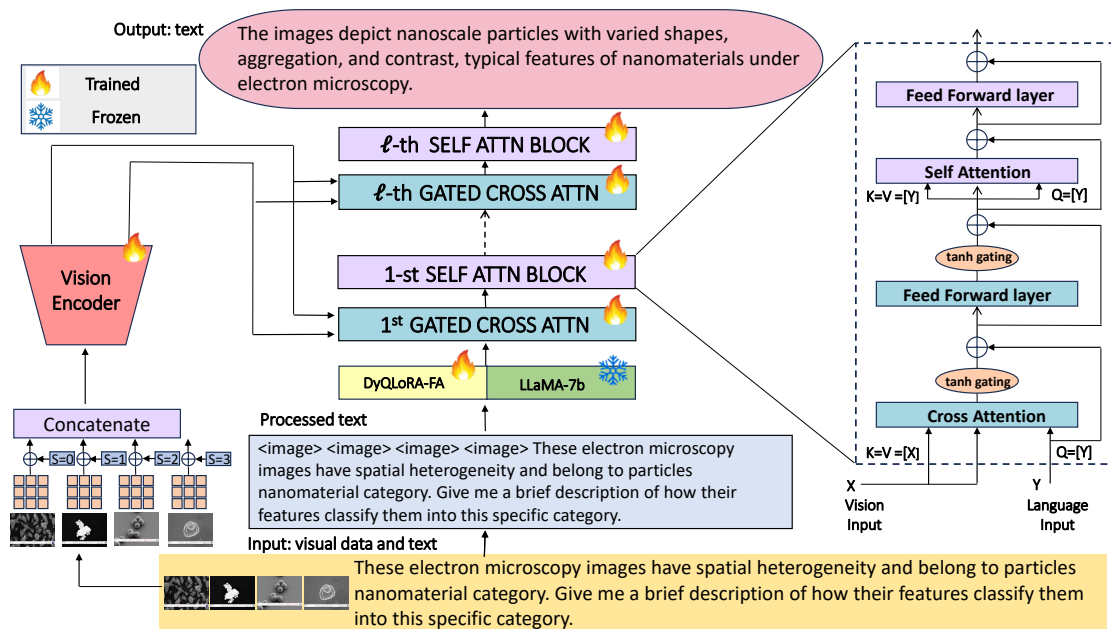 Output: text
The images depict nanoscale particles with varied shapes,
aggregation, and contrast, typical features of nanomaterials under
electron microscopy.
Trained
Frozen
ℓ-th SELF ATTN BLOCK
ℓ-th GATED CROSS ATTN
1-st SELF ATTN BLOCK
1st GATED CROSS ATTN
DyQLoRA-FA
LLaMA-7b
Vision
Encoder
Concatenate
S=0
S=1
S=2
S=3
Processed text
<image> <image> <image> <image> These electron microscopy
images have spatial heterogeneity and belong to particles
nanomaterial category. Give me a brief description of how their
features classify them into this specific category.
Input: visual data and text
These electron microscopy images have spatial heterogeneity and belong to particles
nanomaterial category. Give me a brief description of how their features classify them
into this specific category.
Feed Forward layer
Self Attention
K=V =[Y]
Q=[Y]
tanh gating
Feed Forward layer
tanh gating
Cross Attention
K=V =[X]
Q=[Y]
X
Vision
Input
Y
Language
Input